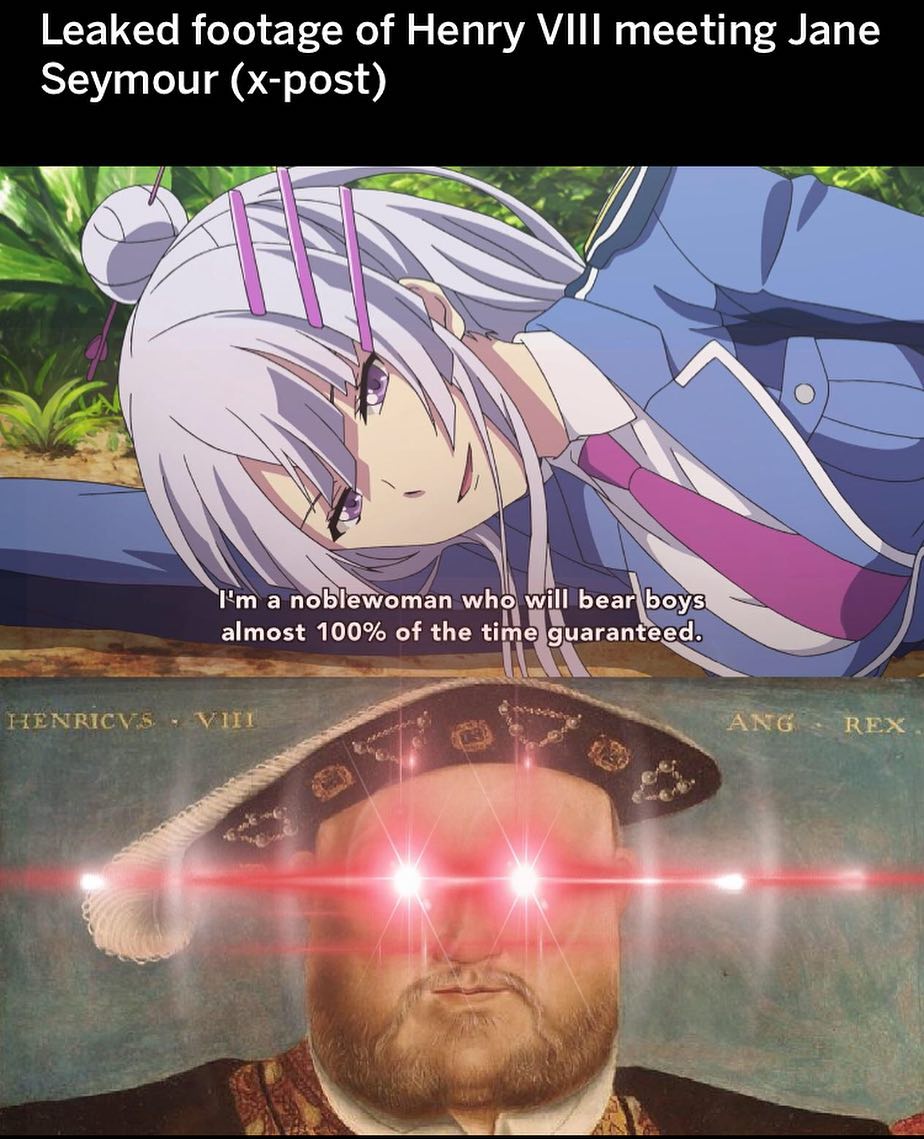 Leaked footage of Henry VIII meeting Jane
Seymour (x-post)
I'm a noblewoman who will bear boys
almost 100% of the time guaranteed.
HENRICVS · VIII ANG · REX .